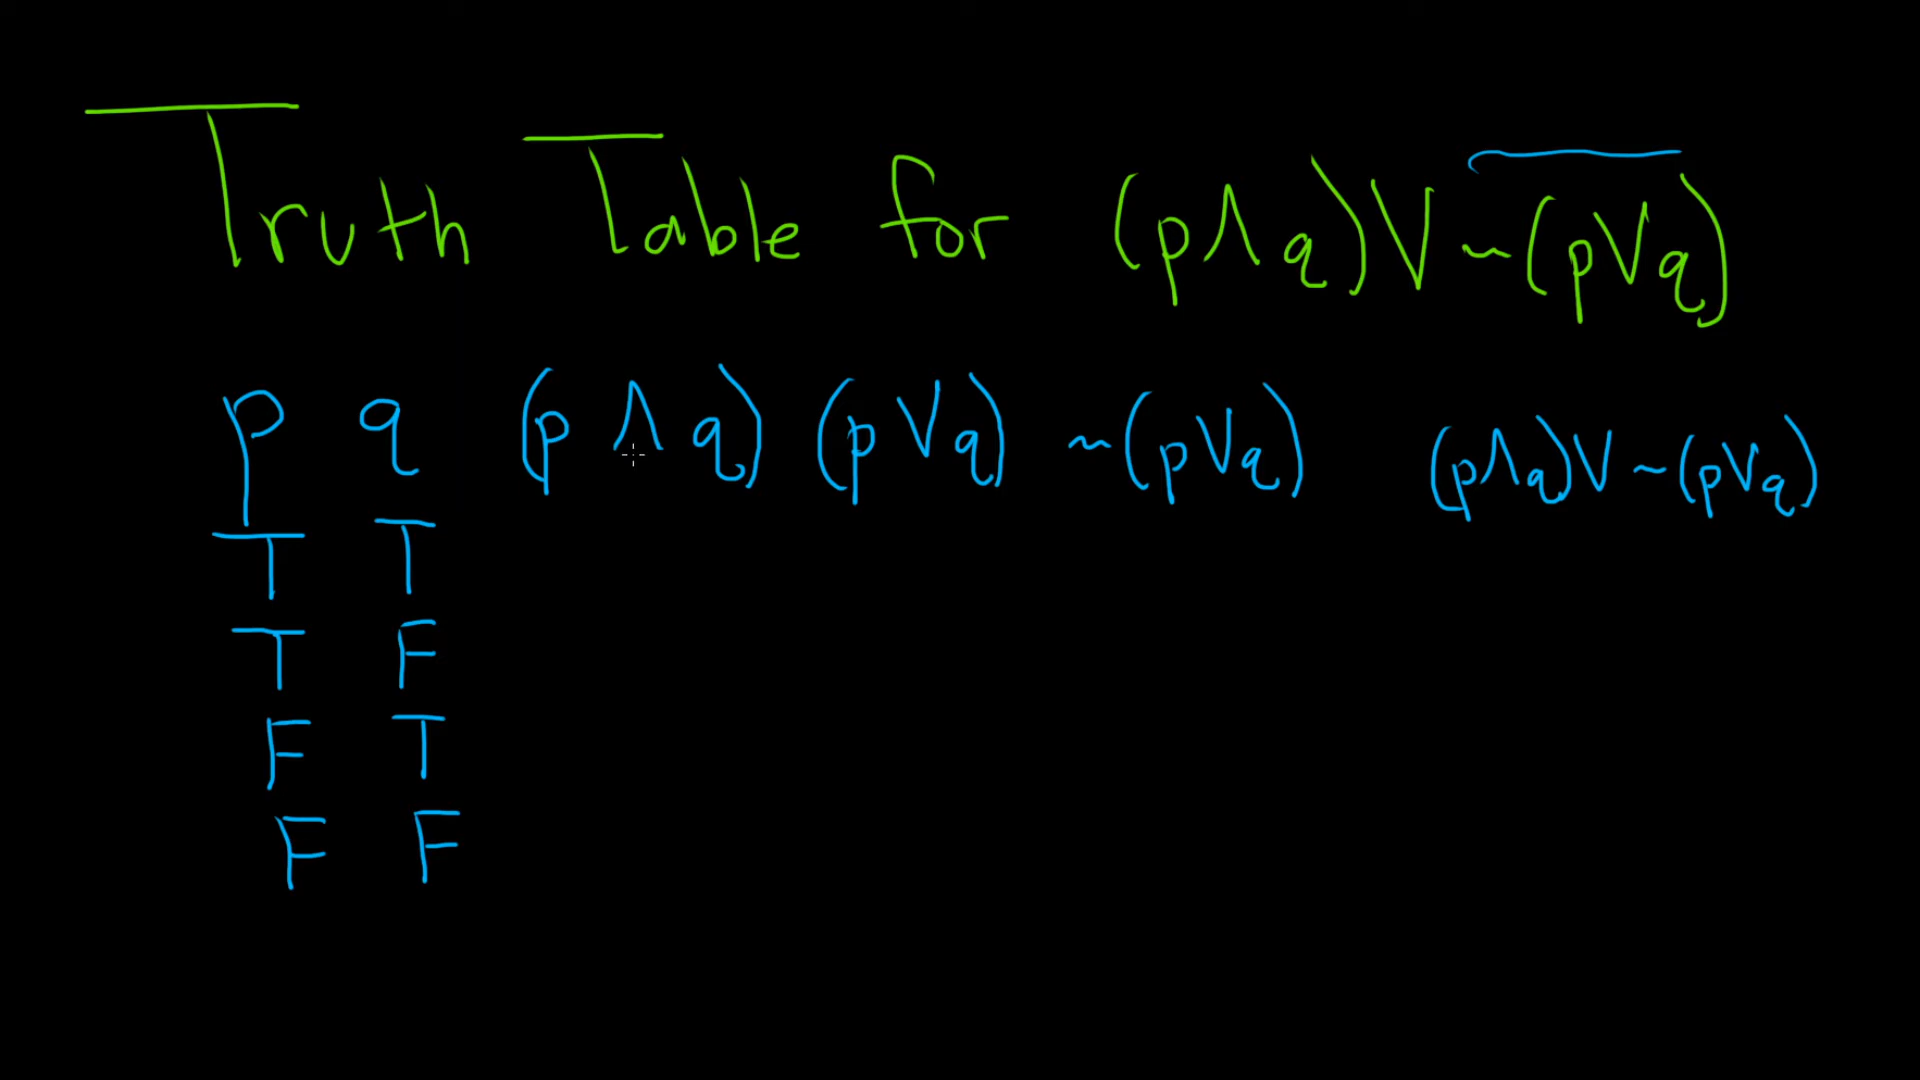 Truth Table for (p∧q)∨~(p∨q)
p q (p ∧ q) (p∨q) ~(p∨q) (p∧q)∨~(p∨q)
T T
T F
F T
F F